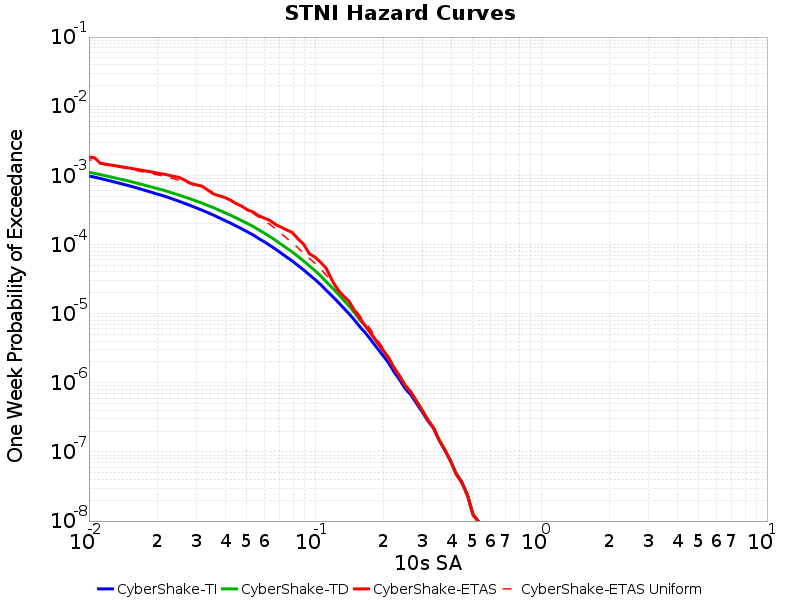 STNI Hazard Curves
One Week Probability of Exceedance
10^-1
10^-2
10^-3
10^-4
10^-5
10^-6
10^-7
10^-8
10^-2 2 3 4 5 6 10^-1 2 3 4 5 6 7 10^0 2 3 4 5 6 7 10^1
10s SA
CyberShake-TI CyberShake-TD CyberShake-ETAS CyberShake-ETAS Uniform